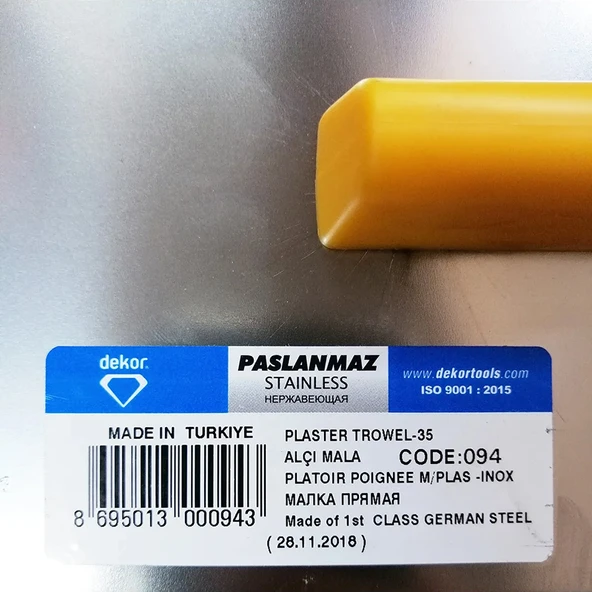 dekor®
PASLANMAZ
STAINLESS
НЕРЖАВЕЮЩАЯ
www.dekortools.com
ISO 9001 : 2015
MADE IN TURKIYE
8 695013 000943
PLASTER TROWEL-35
ALÇI MALA CODE:094
PLATOIR POIGNEE M/PLAS -INOX
МАЛКА ПРЯМАЯ
Made of 1st CLASS GERMAN STEEL
( 28.11.2018 )